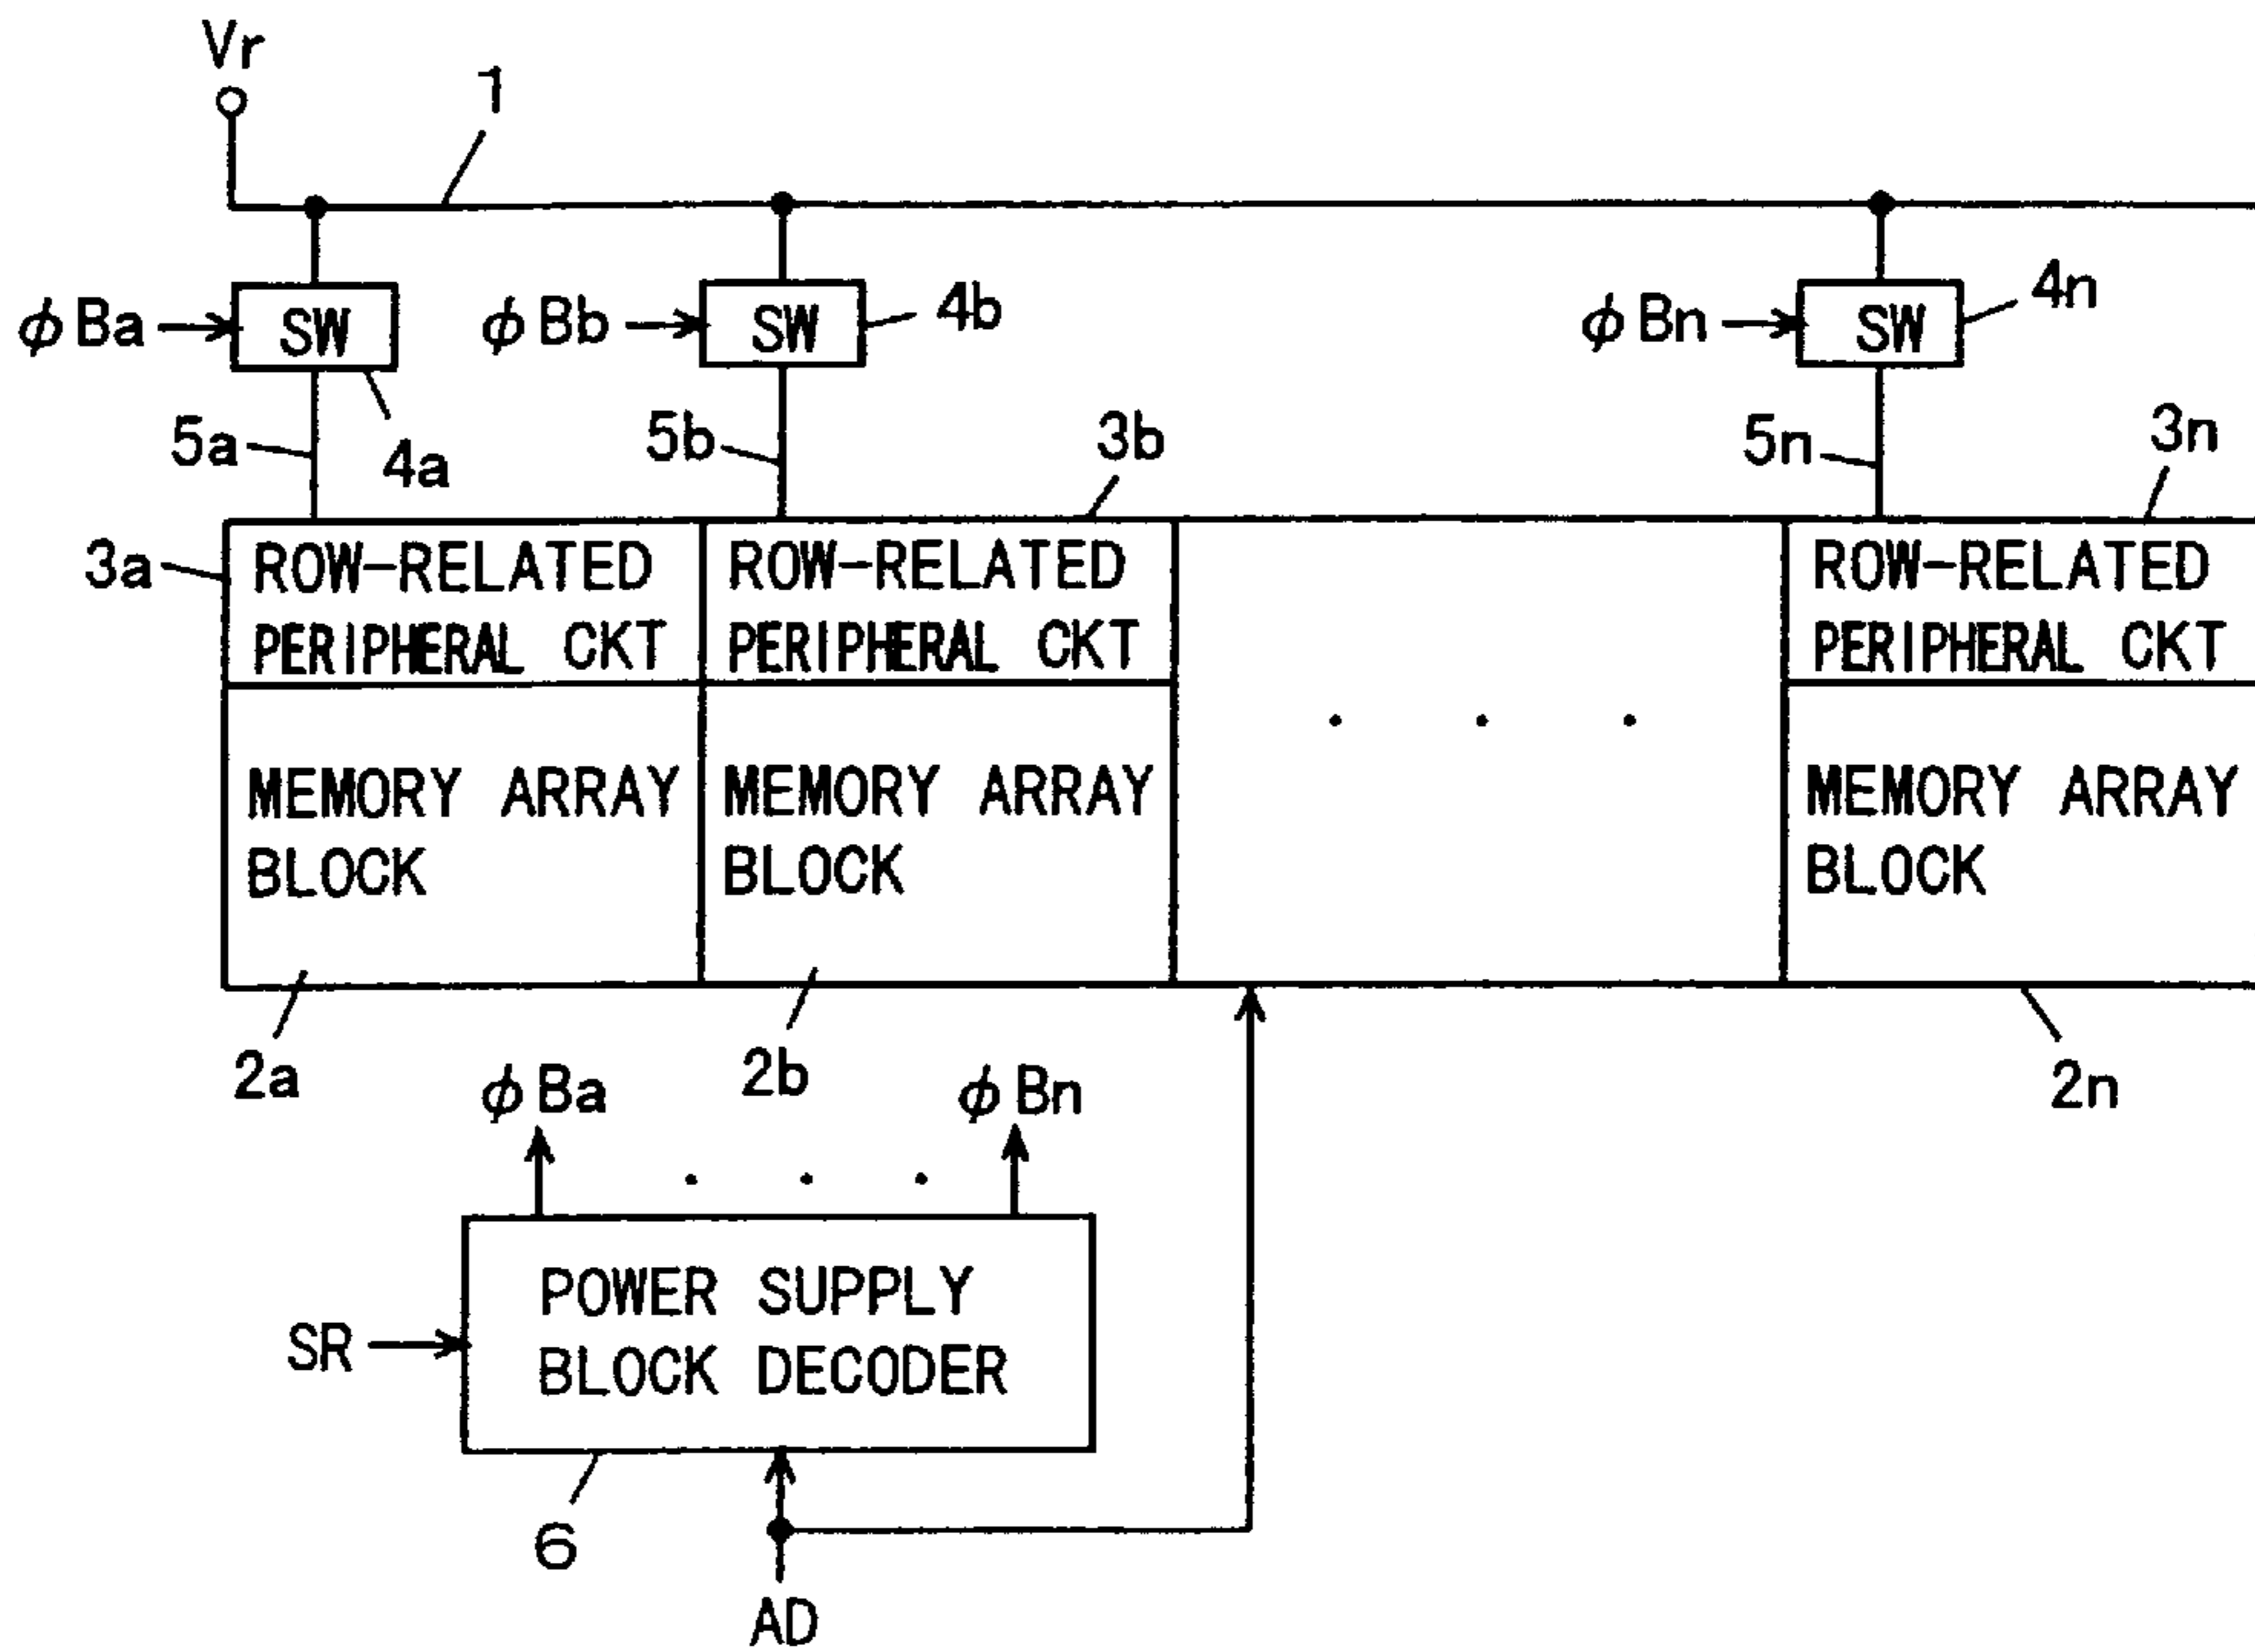 Vr
1
φBa
SW
φBb
SW
4b
φBn
SW
4n
5a
4a
5b
3b
5n
3n
3a
ROW-RELATED
PERIPHERAL CKT
ROW-RELATED
PERIPHERAL CKT
ROW-RELATED
PERIPHERAL CKT
. . .
MEMORY ARRAY
BLOCK
MEMORY ARRAY
BLOCK
MEMORY ARRAY
BLOCK
2a
2b
2n
φBa
φBn
. . .
POWER SUPPLY
BLOCK DECODER
SR
6
AD